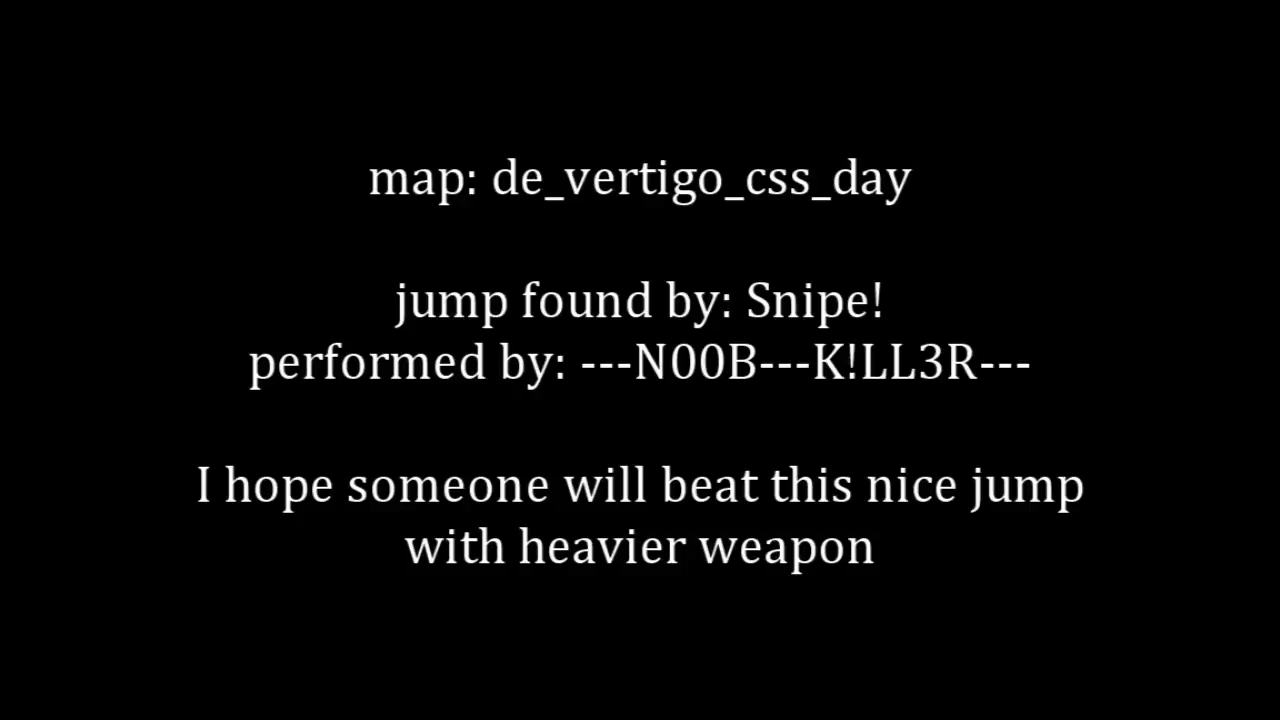 map: de_vertigo_css_day
jump found by: Snipe!
performed by: ---N00B---K!LL3R---
I hope someone will beat this nice jump
with heavier weapon